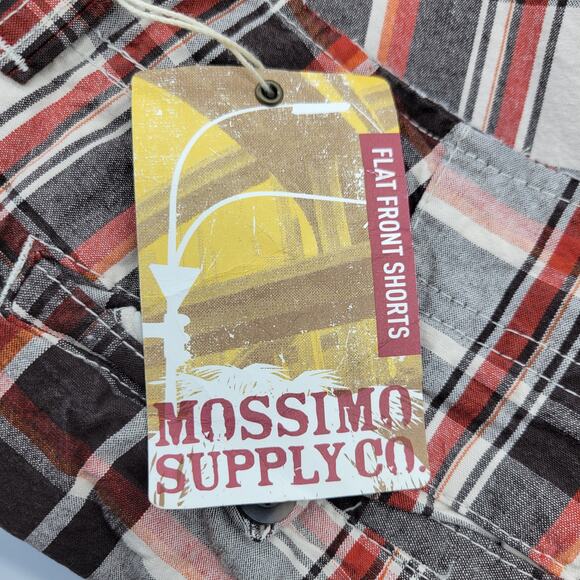 FLAT FRONT SHORTS
MOSSIMO
SUPPLY CO.